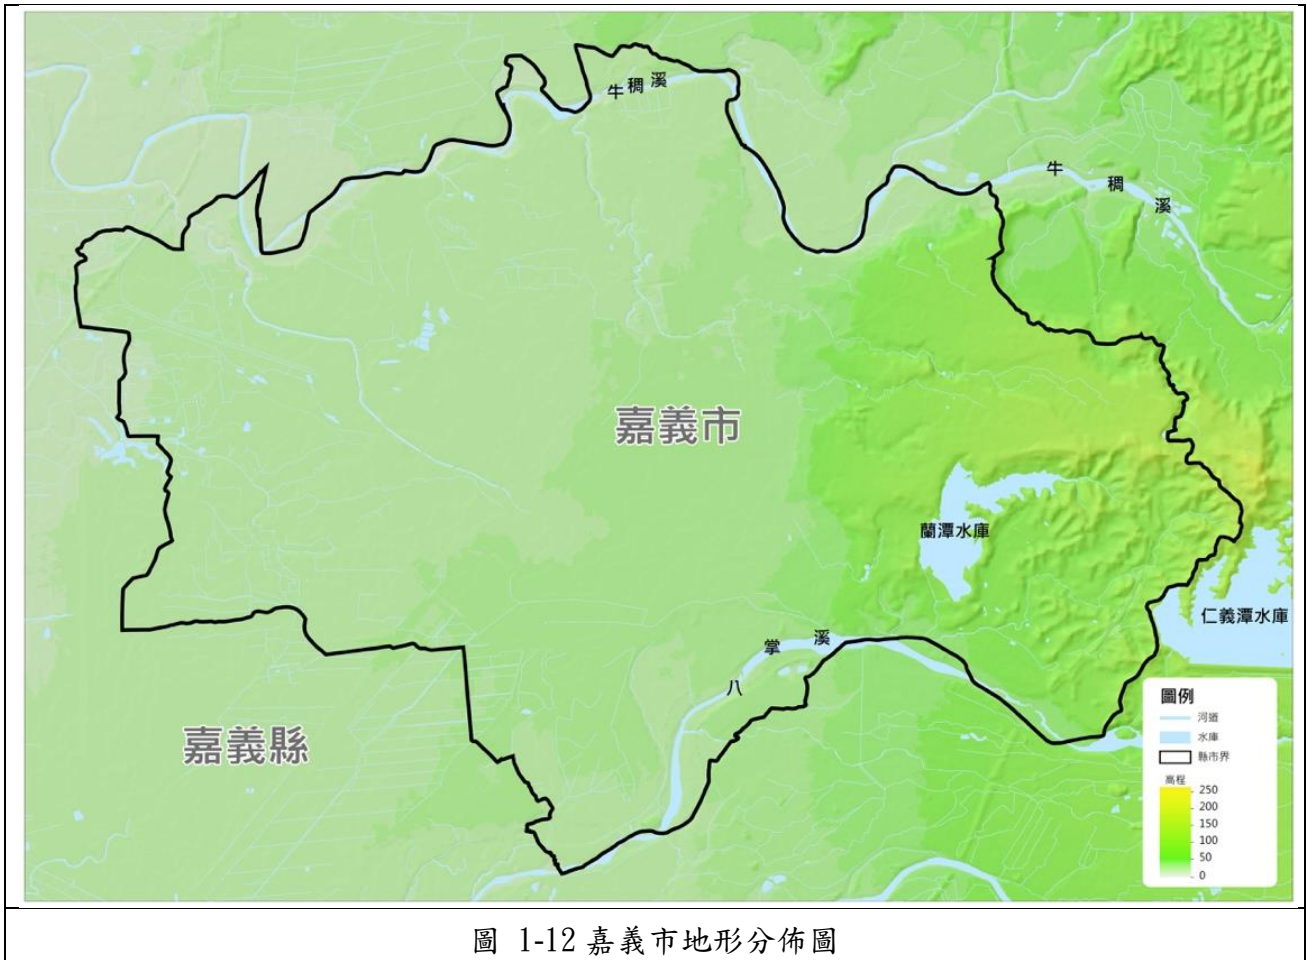 牛稠溪
牛稠溪
嘉義市
蘭潭水庫
仁義潭水庫
八掌溪
嘉義縣
圖例
河道
水庫
縣市界
高程
250
200
150
100
50
0
圖 1-12 嘉義市地形分佈圖